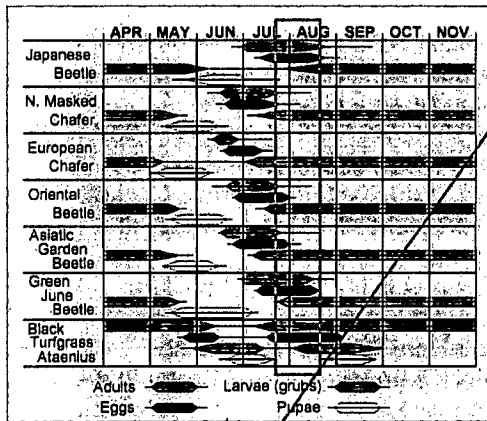 APR MAY JUN JUL AUG SEP OCT NOV
Japanese
Beetle
N. Masked
Chafer
European
Chafer
Oriental
Beetle
Asiatic
Garden
Beetle
Green
June
Beetle
Black
Turfgrass
Ataenius
Adults Larvae (grubs)
Eggs Pupae